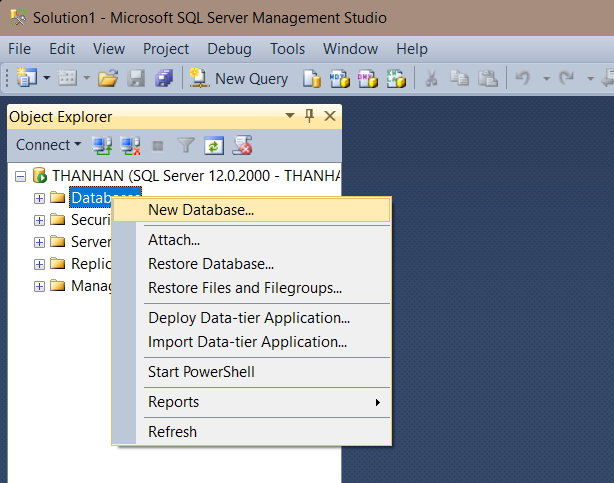 Solution1 - Microsoft SQL Server Management Studio
File Edit View Project Debug Tools Window Help
New Query
Object Explorer
Connect
THANHAN (SQL Server 12.0.2000 - THANHA
Databases
New Database...
Securi
Attach...
Server
Restore Database...
Replic
Restore Files and Filegroups...
Manag
Deploy Data-tier Application...
Import Data-tier Application...
Start PowerShell
Reports
Refresh